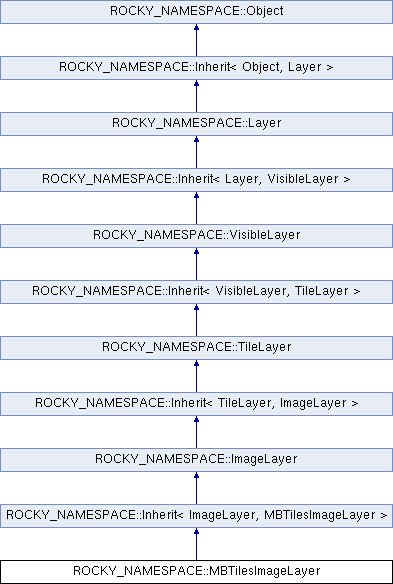 ROCKY_NAMESPACE::Object
ROCKY_NAMESPACE::Inherit< Object, Layer >
ROCKY_NAMESPACE::Layer
ROCKY_NAMESPACE::Inherit< Layer, VisibleLayer >
ROCKY_NAMESPACE::VisibleLayer
ROCKY_NAMESPACE::Inherit< VisibleLayer, TileLayer >
ROCKY_NAMESPACE::TileLayer
ROCKY_NAMESPACE::Inherit< TileLayer, ImageLayer >
ROCKY_NAMESPACE::ImageLayer
ROCKY_NAMESPACE::Inherit< ImageLayer, MBTilesImageLayer >
ROCKY_NAMESPACE::MBTilesImageLayer